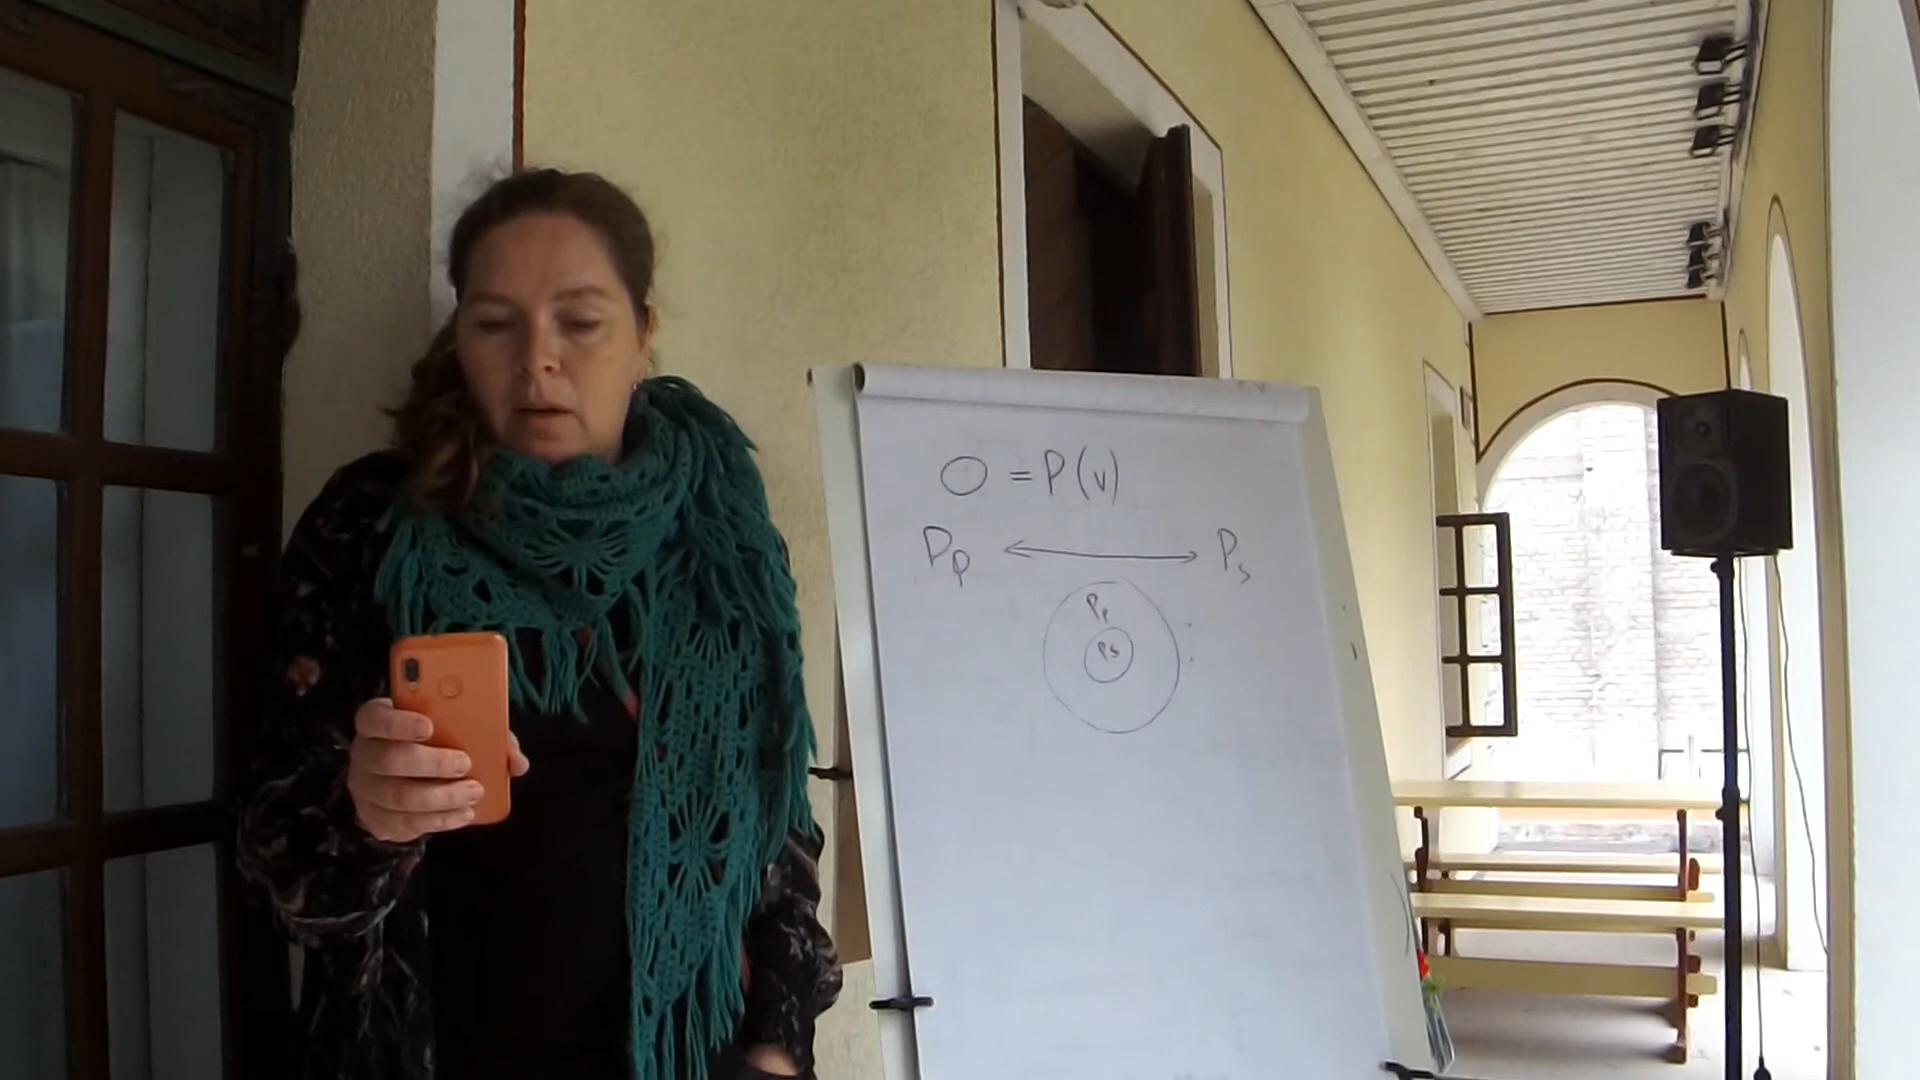 O = P(v)
Pp ⟷ Ps
Pp
Ps